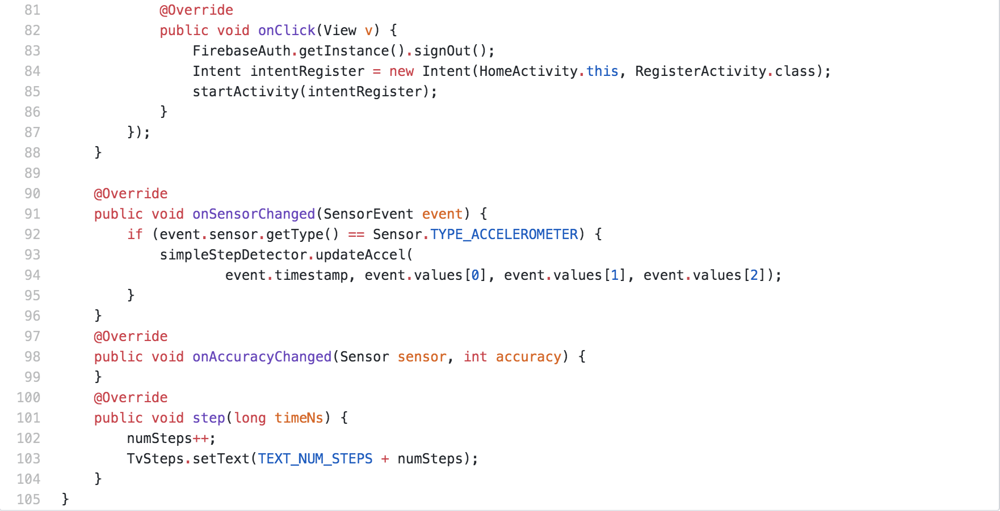 81 @Override
82 public void onClick(View v) {
83 FirebaseAuth.getInstance().signOut();
84 Intent intentRegister = new Intent(HomeActivity.this, RegisterActivity.class);
85 startActivity(intentRegister);
86 }
87 });
88 }
89
90 @Override
91 public void onSensorChanged(SensorEvent event) {
92 if (event.sensor.getType() == Sensor.TYPE_ACCELEROMETER) {
93 simpleStepDetector.updateAccel(
94 event.timestamp, event.values[0], event.values[1], event.values[2]);
95 }
96 }
97 @Override
98 public void onAccuracyChanged(Sensor sensor, int accuracy) {
99 }
100 @Override
101 public void step(long timeNs) {
102 numSteps++;
103 TvSteps.setText(TEXT_NUM_STEPS + numSteps);
104 }
105 }